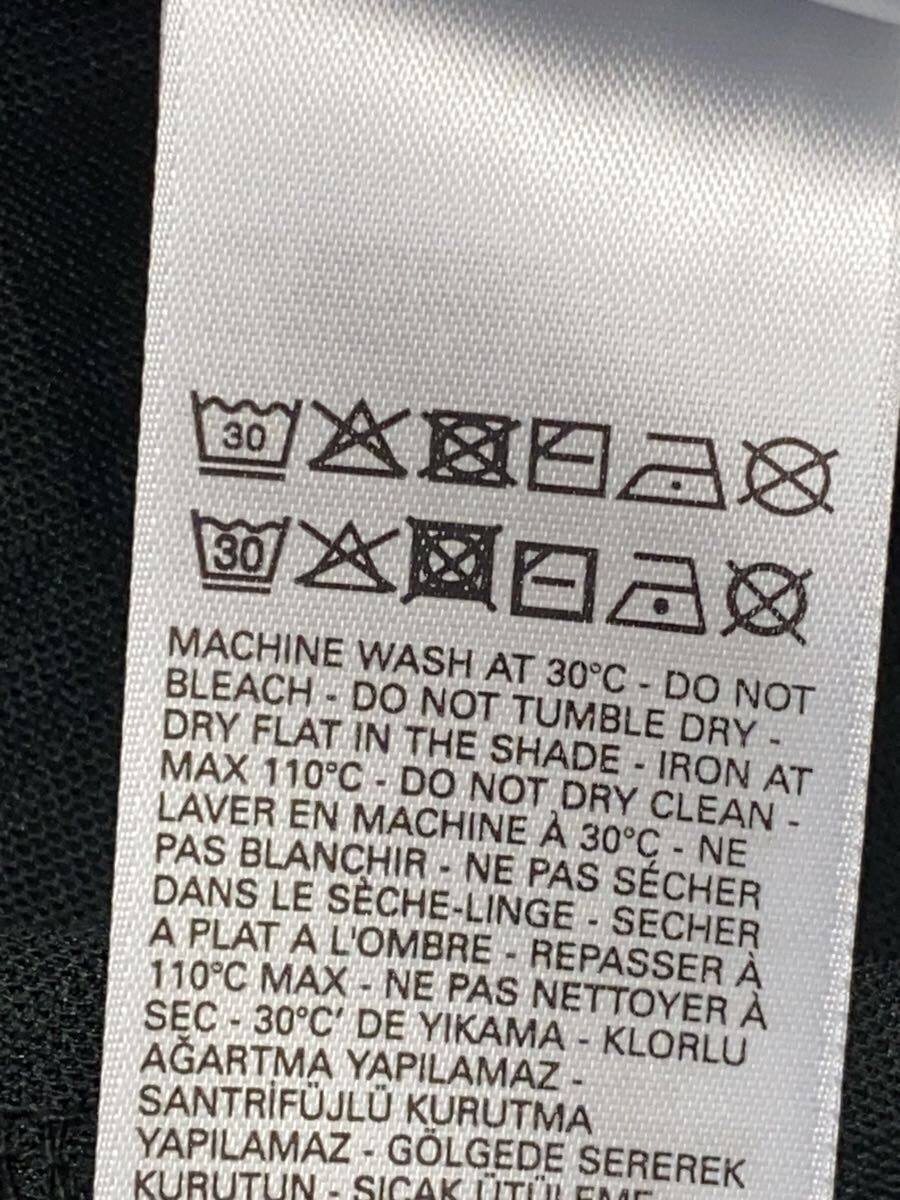 30
30
MACHINE WASH AT 30°C - DO NOT
BLEACH - DO NOT TUMBLE DRY -
DRY FLAT IN THE SHADE - IRON AT
MAX 110°C - DO NOT DRY CLEAN -
LAVER EN MACHINE À 30°C - NE
PAS BLANCHIR - NE PAS SÉCHER
DANS LE SÈCHE-LINGE - SECHER
A PLAT A L'OMBRE - REPASSER À
110°C MAX - NE PAS NETTOYER À
SEC - 30°C' DE YIKAMA - KLORLU
AĞARTMA YAPILAMAZ -
SANTRİFÜJLÜ KURUTMA
YAPILAMAZ - GÖLGEDE SEREREK
KURUTUN - SICAK ÜTÜLEME